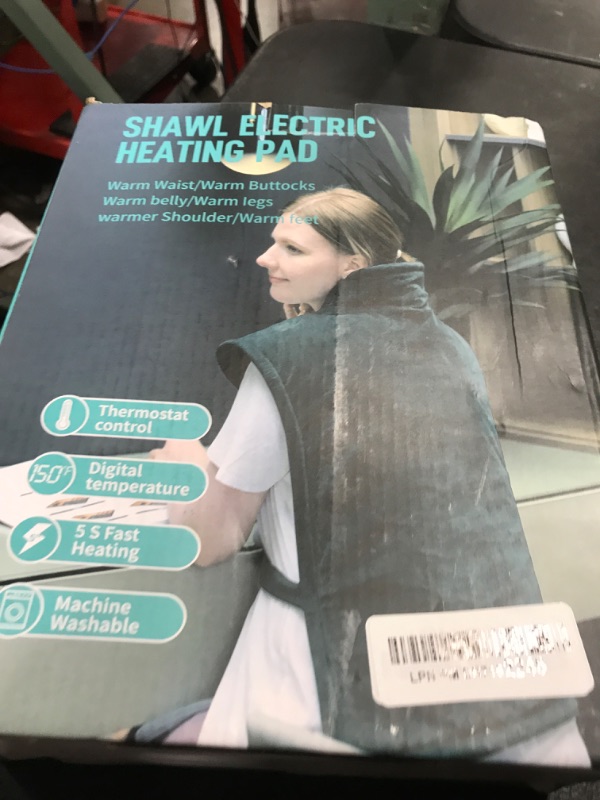 SHAWL ELECTRIC
HEATING PAD
Warm Waist/Warm Buttocks
Warm belly/Warm legs
warmer Shoulder/Warm feet
Thermostat
control
150°F
Digital
temperature
5 S Fast
Heating
Machine
Washable
LPN